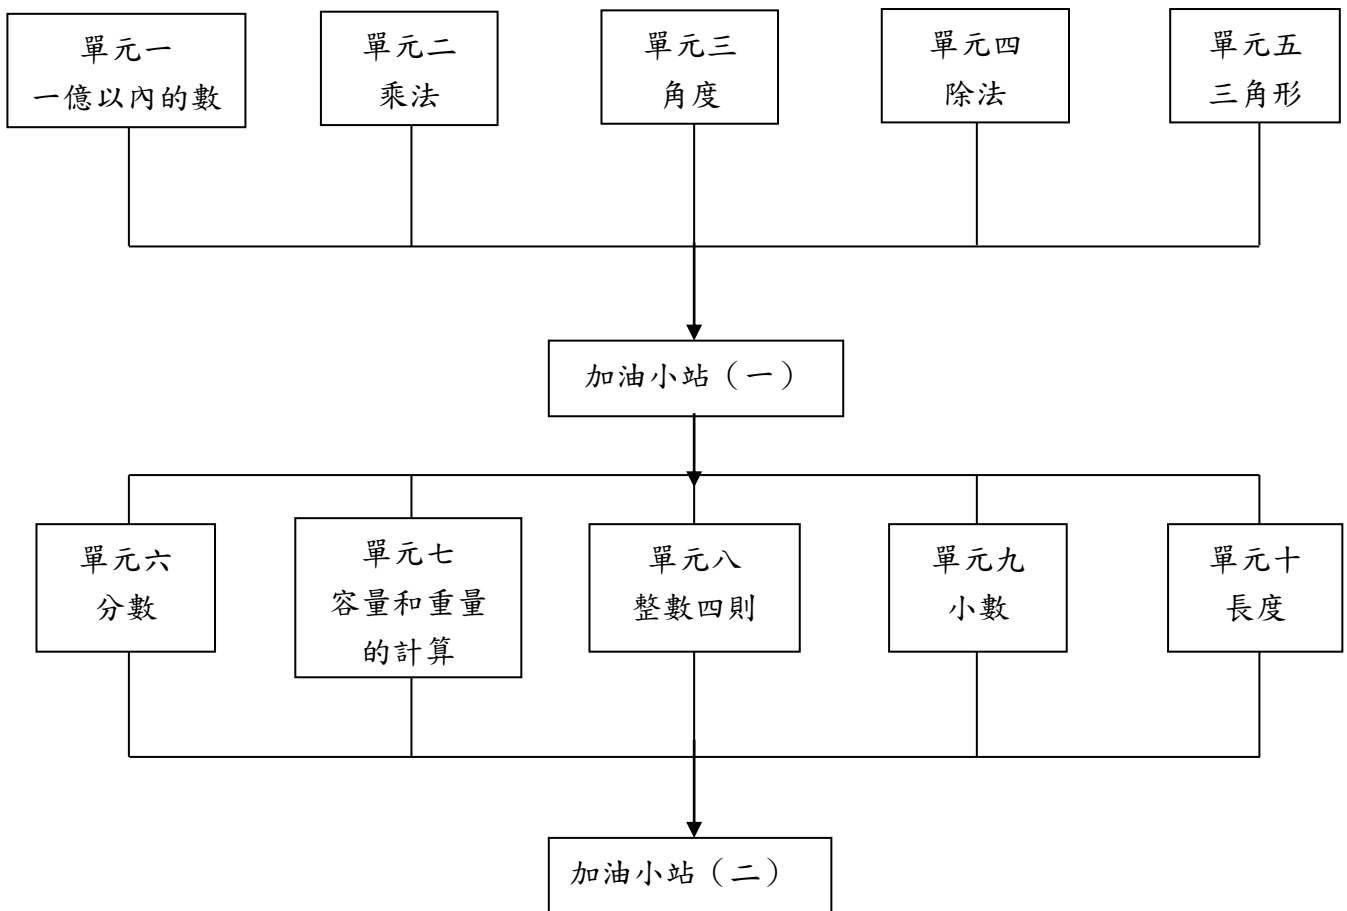 單元一
一億以內的數
單元二
乘法
單元三
角度
單元四
除法
單元五
三角形
加油小站（一）
單元六
分數
單元七
容量和重量
的計算
單元八
整數四則
單元九
小數
單元十
長度
加油小站（二）